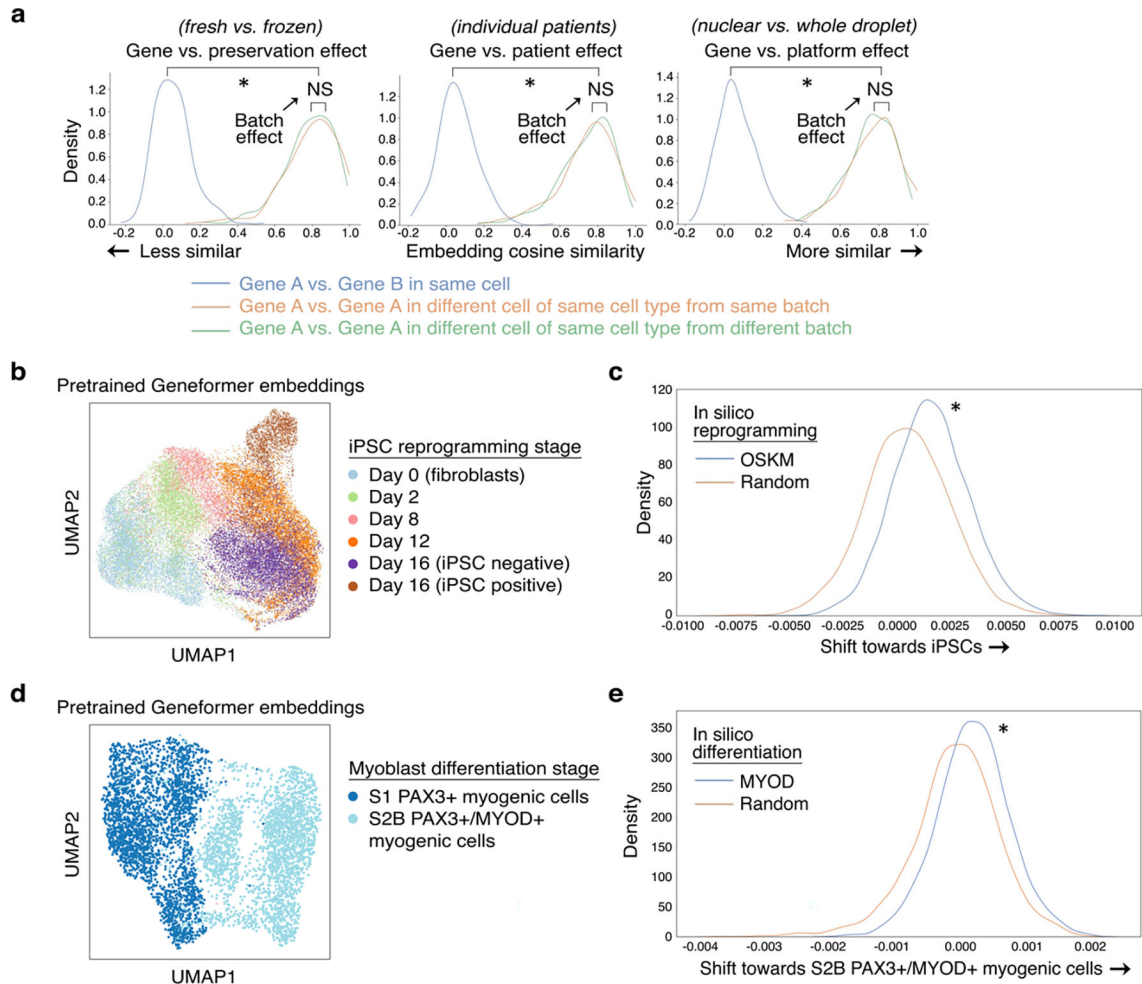 a
(fresh vs. frozen)
Gene vs. preservation effect
(individual patients)
Gene vs. patient effect
(nuclear vs. whole droplet)
Gene vs. platform effect
*
NS
Batch
effect
1.2
1.0
0.8
0.6
0.4
0.2
0.0
Density
-0.2 0.0 0.2 0.4 0.6 0.8 1.0
*
NS
Batch
effect
1.2
1.0
0.8
0.6
0.4
0.2
0.0
-0.2 0.0 0.2 0.4 0.6 0.8 1.0
*
NS
Batch
effect
1.4
1.2
1.0
0.8
0.6
0.4
0.2
0.0
-0.2 0.0 0.2 0.4 0.6 0.8 1.0
← Less similar
Embedding cosine similarity
More similar →
Gene A vs. Gene B in same cell
Gene A vs. Gene A in different cell of same cell type from same batch
Gene A vs. Gene A in different cell of same cell type from different batch
b
Pretrained Geneformer embeddings
UMAP2
UMAP1
iPSC reprogramming stage
Day 0 (fibroblasts)
Day 2
Day 8
Day 12
Day 16 (iPSC negative)
Day 16 (iPSC positive)
c
120
100
80
60
40
20
0
Density
In silico
reprogramming
OSKM
Random
*
-0.0100 -0.0075 -0.0050 -0.0025 0.0000 0.0025 0.0050 0.0075 0.0100
Shift towards iPSCs →
d
Pretrained Geneformer embeddings
UMAP2
UMAP1
Myoblast differentiation stage
S1 PAX3+ myogenic cells
S2B PAX3+/MYOD+
myogenic cells
e
350
300
250
200
150
100
50
0
Density
In silico
differentiation
MYOD
Random
*
-0.004 -0.003 -0.002 -0.001 0.000 0.001 0.002
Shift towards S2B PAX3+/MYOD+ myogenic cells →